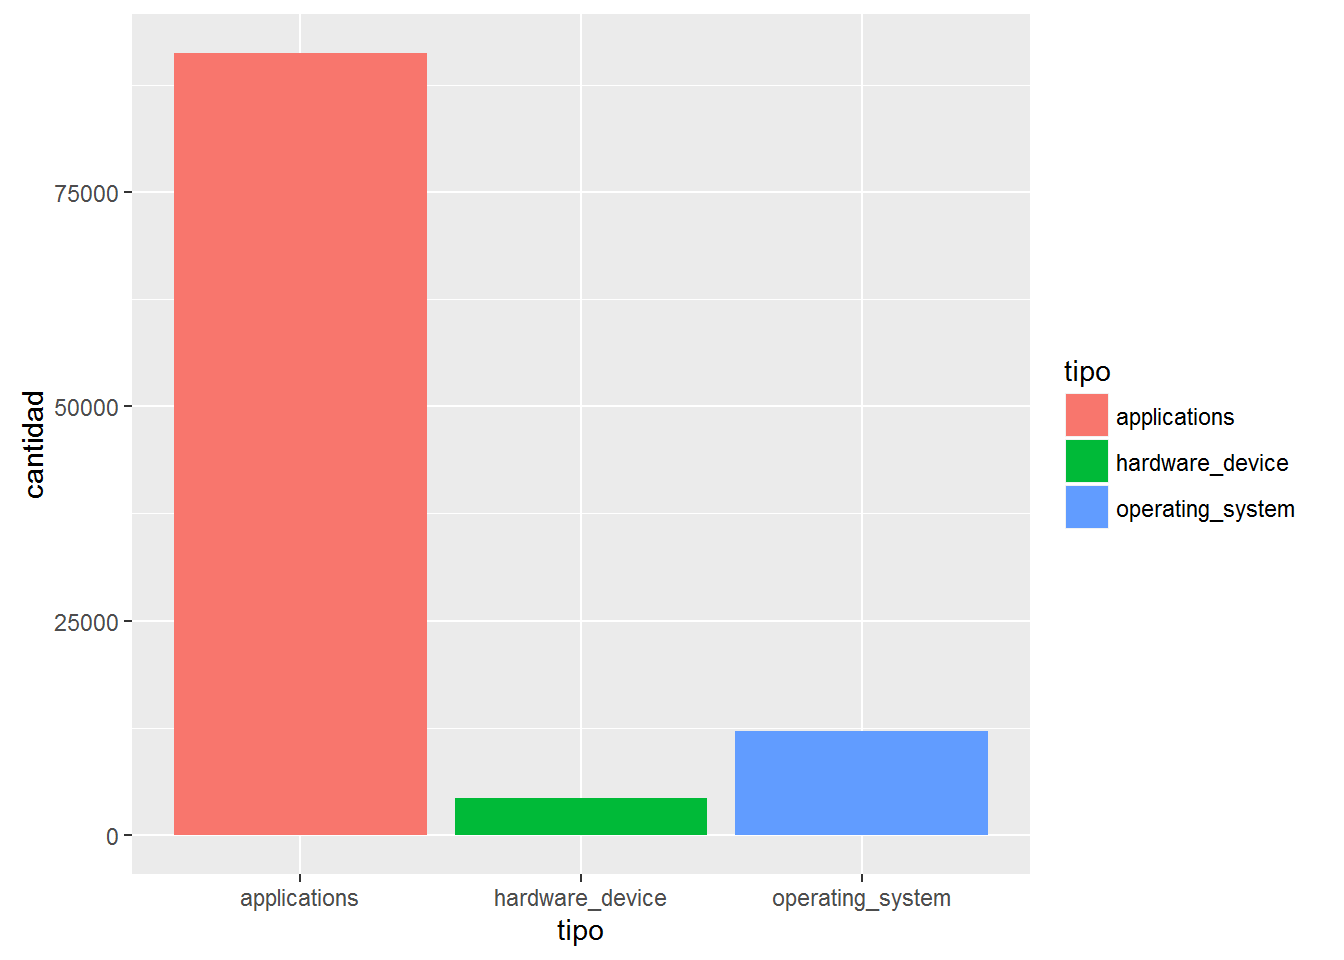 cantidad
75000
50000
25000
0
applications
hardware_device
operating_system
tipo
tipo
applications
hardware_device
operating_system